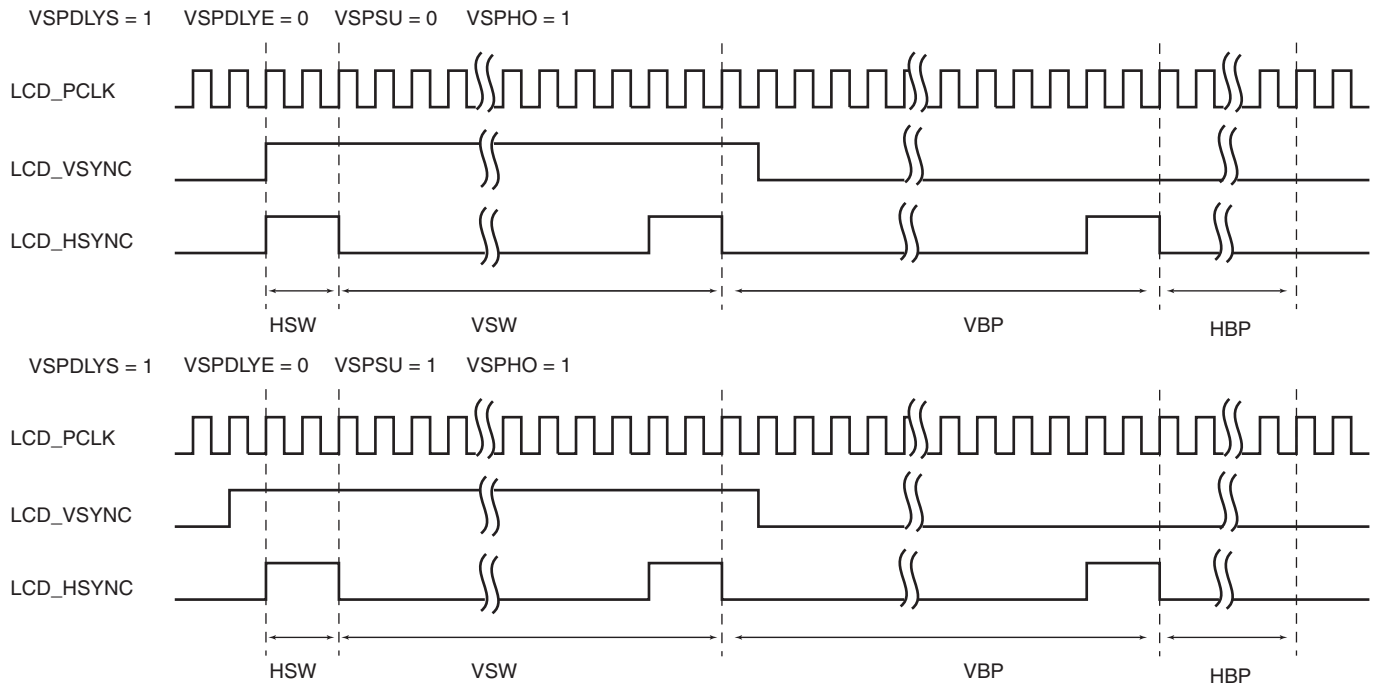 VSPDLYS = 1 VSPDLYE = 0 VSPSU = 0 VSPHO = 1
LCD_PCLK
LCD_VSYNC
LCD_HSYNC
HSW VSW VBP HBP
VSPDLYS = 1 VSPDLYE = 0 VSPSU = 1 VSPHO = 1
LCD_PCLK
LCD_VSYNC
LCD_HSYNC
HSW VSW VBP HBP